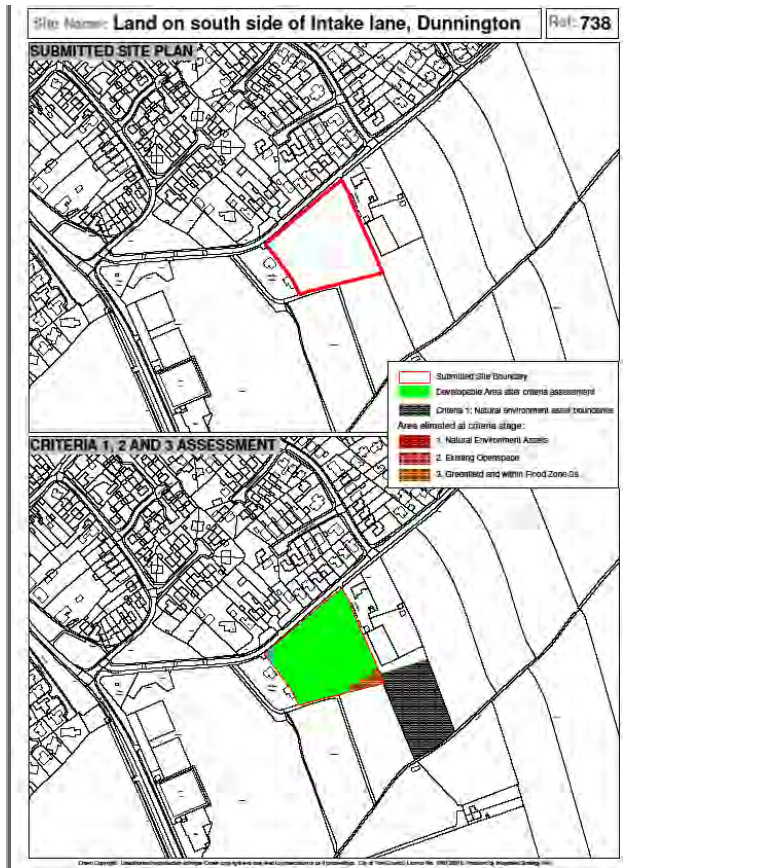 Site Name: Land on south side of Intake lane, Dunnington
Ref: 738
SUBMITTED SITE PLAN
Submitted Site Boundary
Developable Area after criteria assessment
Criteria 1: Natural environment asset boundaries
Area elimated at criteria stage:
1. Natural Environment Assets
2. Existing Openspace
3. Greenfield and within Flood Zone 3a
CRITERIA 1, 2 AND 3 ASSESSMENT